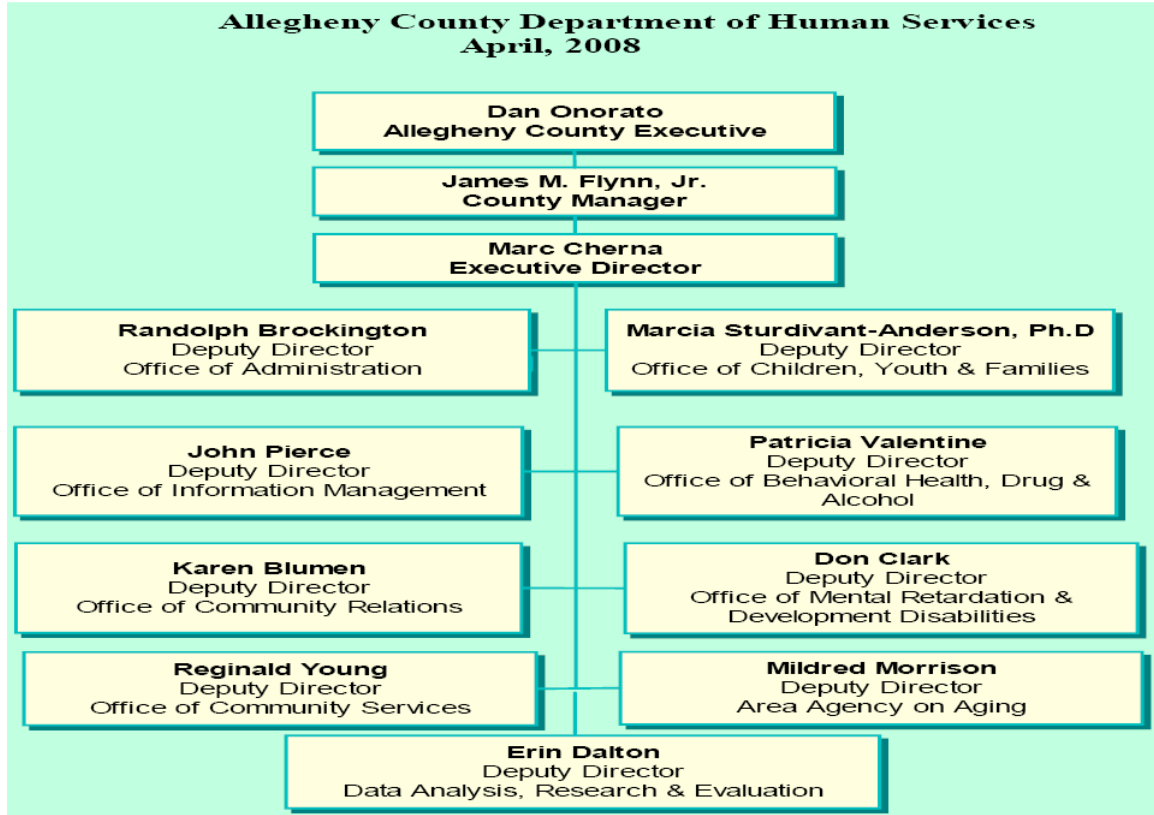 Allegheny County Department of Human Services
April, 2008
Dan Onorato
Allegheny County Executive
James M. Flynn, Jr.
County Manager
Marc Cherna
Executive Director
Randolph Brockington
Deputy Director
Office of Administration
Marcia Sturdivant-Anderson, Ph.D
Deputy Director
Office of Children, Youth & Families
John Pierce
Deputy Director
Office of Information Management
Patricia Valentine
Deputy Director
Office of Behavioral Health, Drug &
Alcohol
Karen Blumen
Deputy Director
Office of Community Relations
Don Clark
Deputy Director
Office of Mental Retardation &
Development Disabilities
Reginald Young
Deputy Director
Office of Community Services
Mildred Morrison
Deputy Director
Area Agency on Aging
Erin Dalton
Deputy Director
Data Analysis, Research & Evaluation